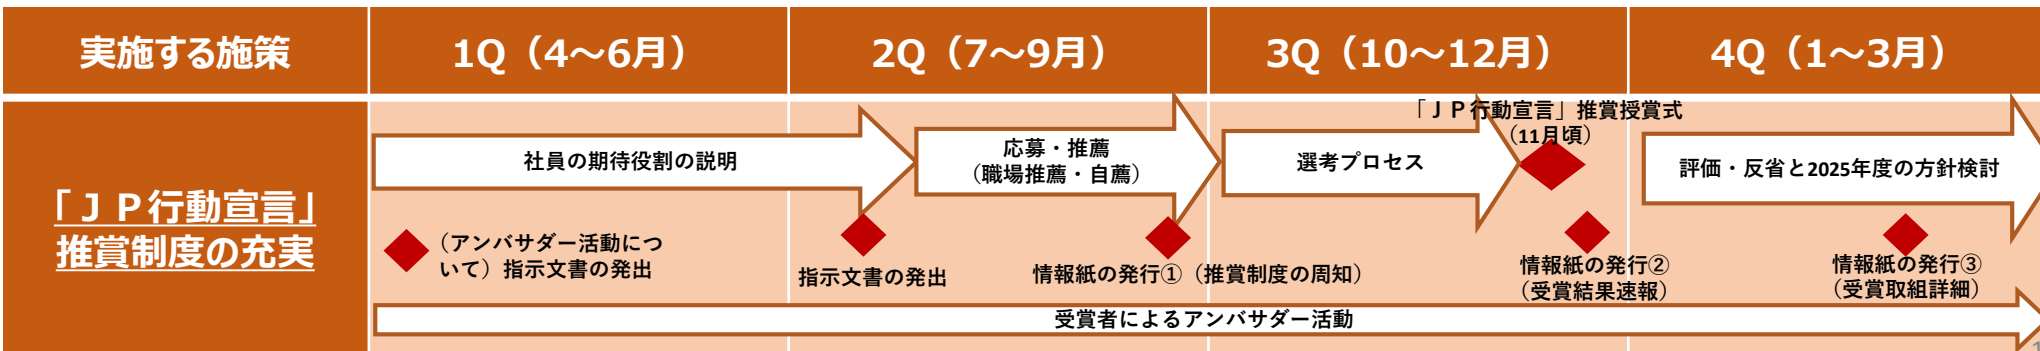 実施する施策
1Q（4～6月）
2Q（7～9月）
3Q（10～12月）
4Q（1～3月）
「ＪＰ行動宣言」
推賞制度の充実
社員の期待役割の説明
応募・推薦
（職場推薦・自薦）
選考プロセス
「ＪＰ行動宣言」推賞授賞式
（11月頃）
評価・反省と2025年度の方針検討
（アンバサダー活動につ
いて）指示文書の発出
指示文書の発出
情報紙の発行①（推賞制度の周知）
情報紙の発行②
（受賞結果速報）
情報紙の発行③
（受賞取組詳細）
受賞者によるアンバサダー活動